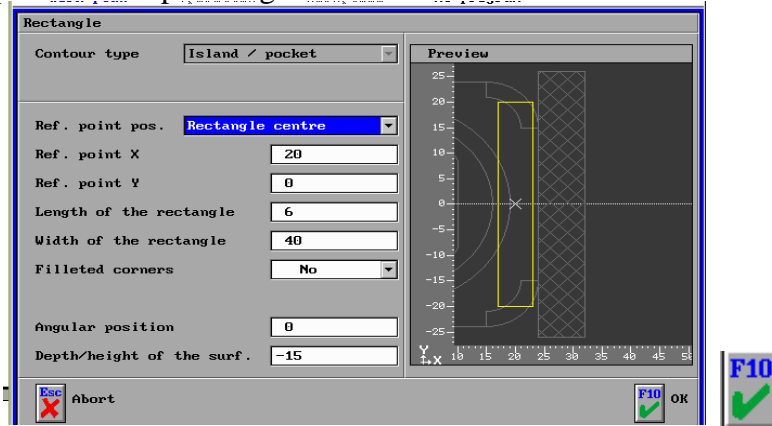 Rectangle
Contour type Island / pocket
Preview
Ref. point pos. Rectangle centre
Ref. point X 20
Ref. point Y 0
Length of the rectangle 6
Width of the rectangle 40
Filleted corners No
Angular position 0
Depth/height of the surf. -15
25
20
15
10
5
0
-5
-10
-15
-20
-25
Y
X 10 15 20 25 30 35 40 45
Esc Abort
F10 OK
F10